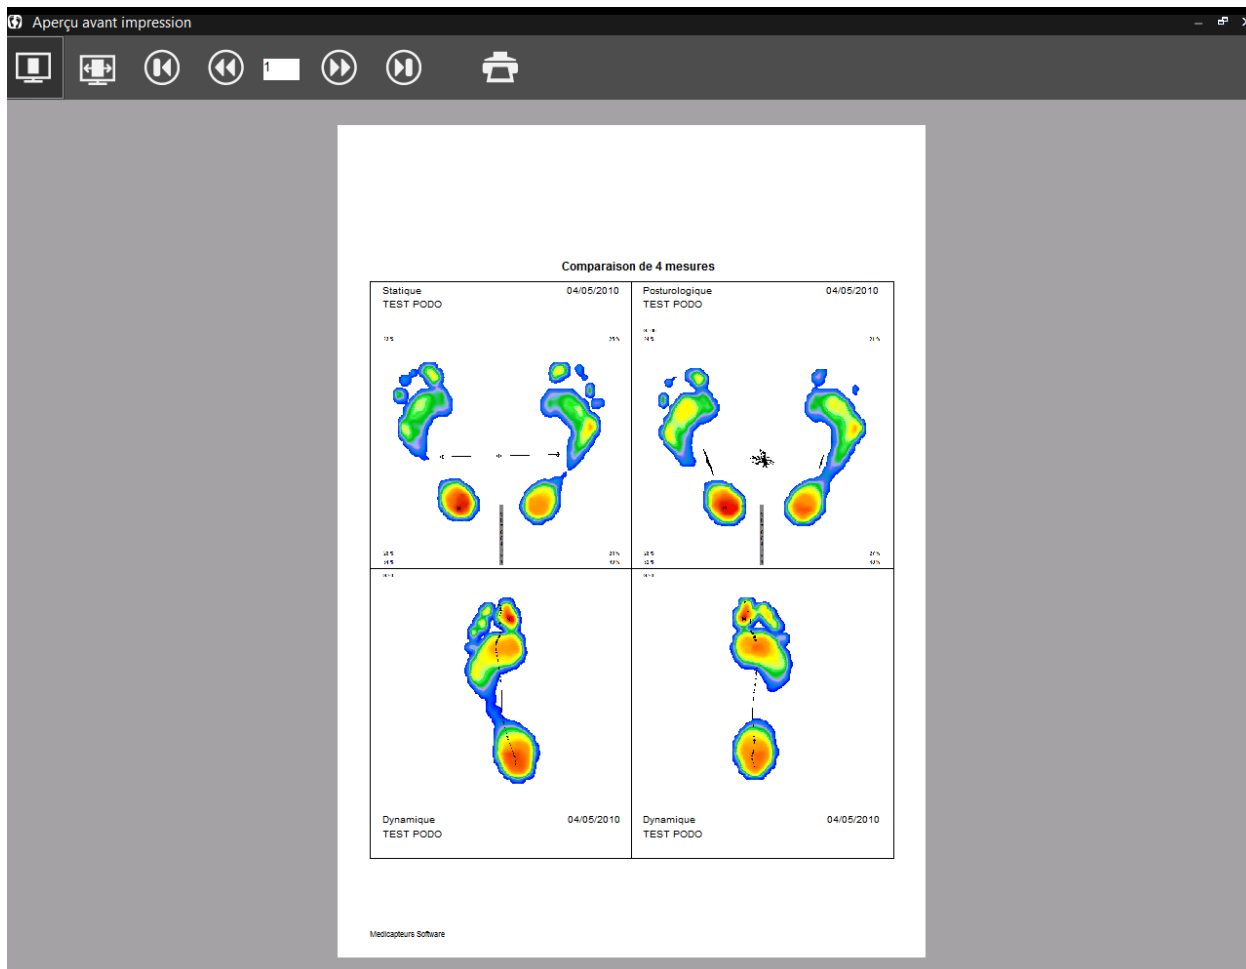 Aperçu avant impression
1
Comparaison de 4 mesures
Statique 04/05/2010
TEST PODO
Posturologique 04/05/2010
TEST PODO
Dynamique 04/05/2010
TEST PODO
Dynamique 04/05/2010
TEST PODO
Medicapteurs Software